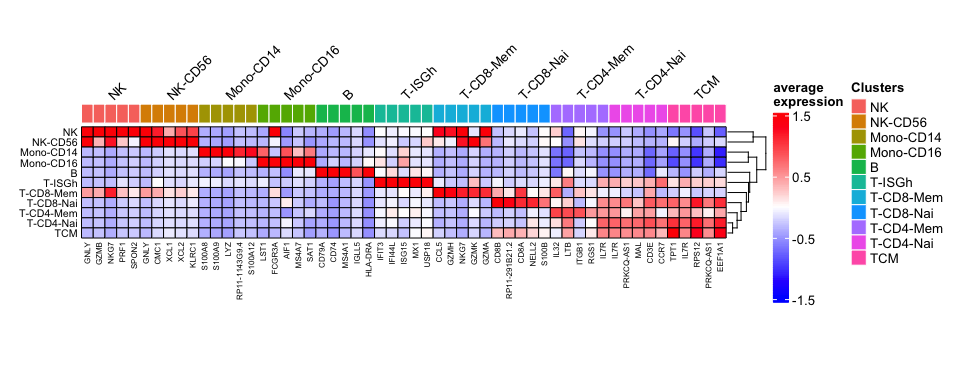 NK
NK-CD56
Mono-CD14
Mono-CD16
B
T-ISGh
T-CD8-Mem
T-CD8-Nai
T-CD4-Mem
T-CD4-Nai
TCM
NK
NK-CD56
Mono-CD14
Mono-CD16
B
T-ISGh
T-CD8-Mem
T-CD8-Nai
T-CD4-Mem
T-CD4-Nai
TCM
GNLY
GZMB
NKG7
PRF1
SPON2
GNLY
CMC1
XCL1
XCL2
KLRC1
S100A8
S100A9
LYZ
RP11-1143G9.4
S100A12
LST1
FCGR3A
AIF1
MS4A7
SAT1
CD79A
CD74
MS4A1
IGLL5
HLA-DRA
IFIT3
IFI44L
ISG15
MX1
USP18
CCL5
GZMH
NKG7
GZMK
GZMA
CD8B
RP11-291B21.2
CD8A
NELL2
S100B
IL32
LTB
ITGB1
RGS1
IL7R
IL7R
PRKCQ-AS1
MAL
CD3E
CCR7
TPT1
IL7R
RPS12
PRKCQ-AS1
EEF1A1
average
expression
1.5
0.5
-0.5
-1.5
Clusters
NK
NK-CD56
Mono-CD14
Mono-CD16
B
T-ISGh
T-CD8-Mem
T-CD8-Nai
T-CD4-Mem
T-CD4-Nai
TCM